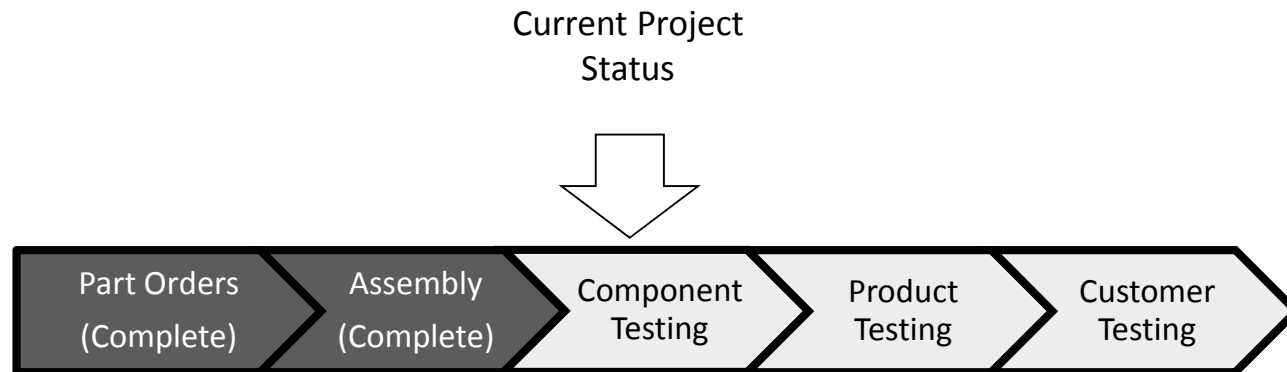 Current Project
Status
Part Orders
(Complete)
Assembly
(Complete)
Component
Testing
Product
Testing
Customer
Testing